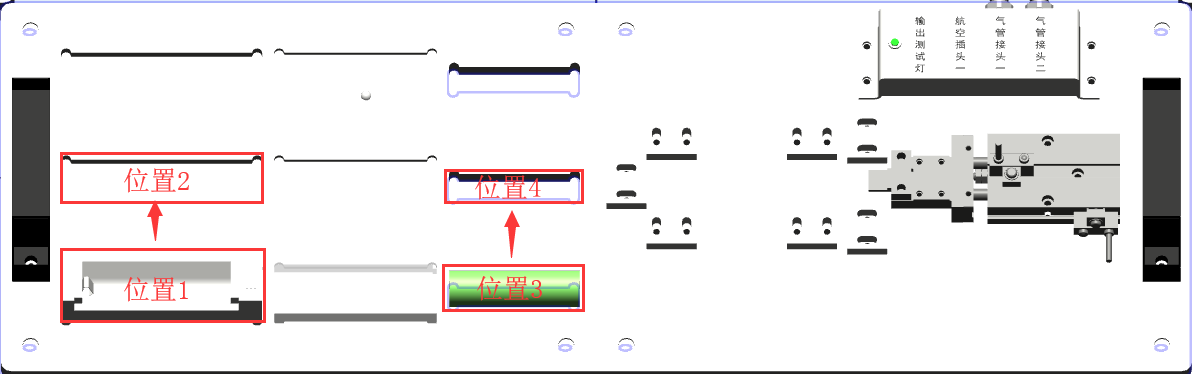 输出测试灯
航空插头一
气管接头一
气管接头二
位置2
位置4
位置1
位置3